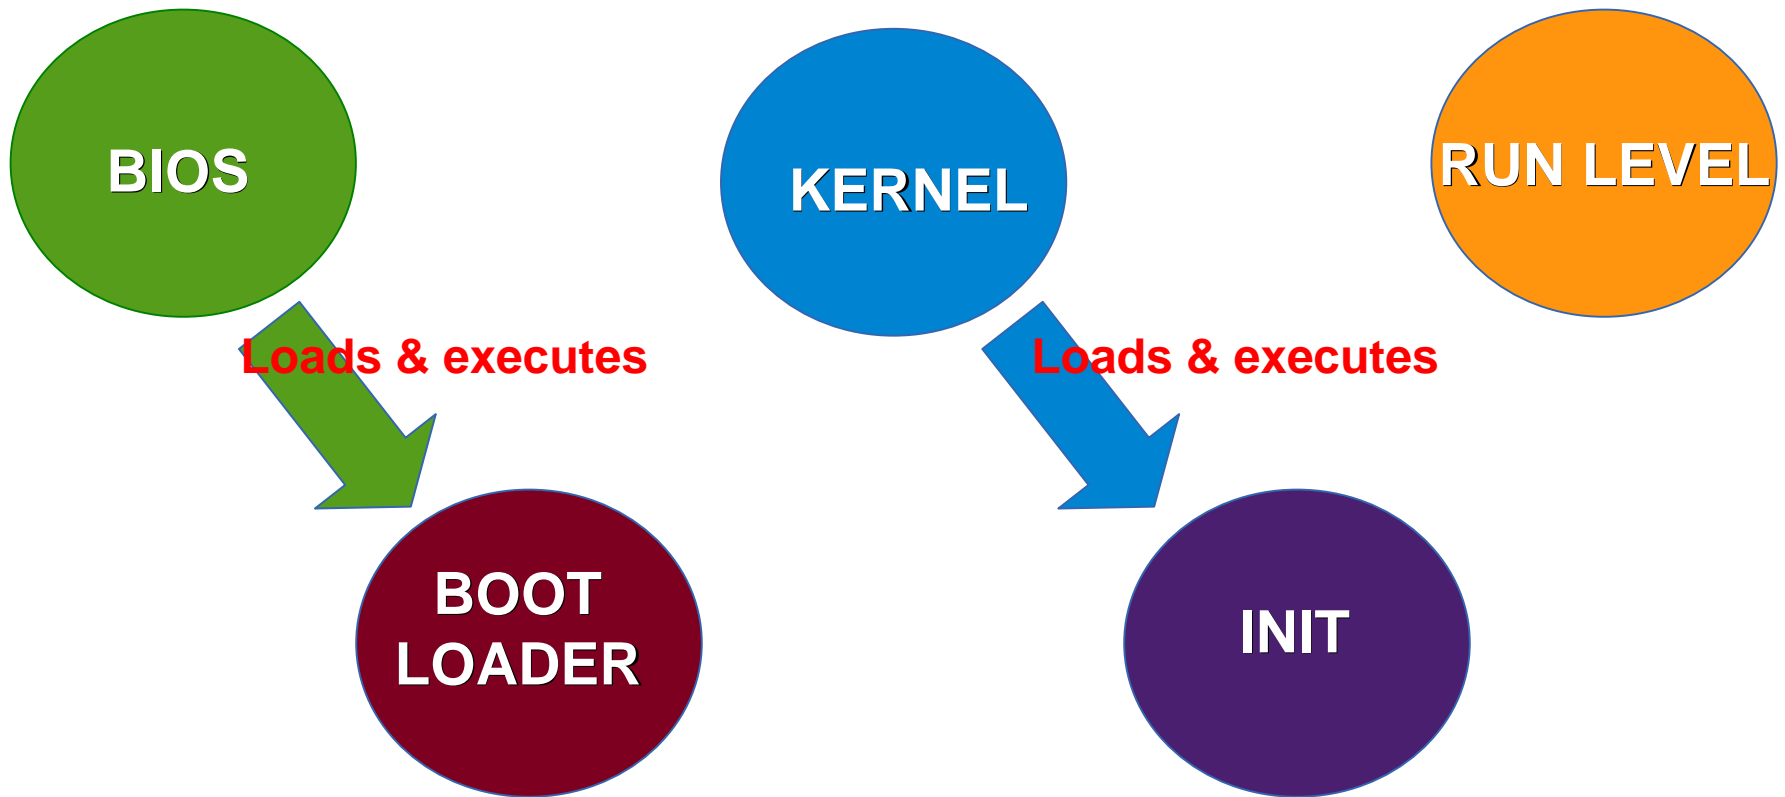 BIOS
KERNEL
RUN LEVEL
Loads & executes
Loads & executes
BOOT
LOADER
INIT